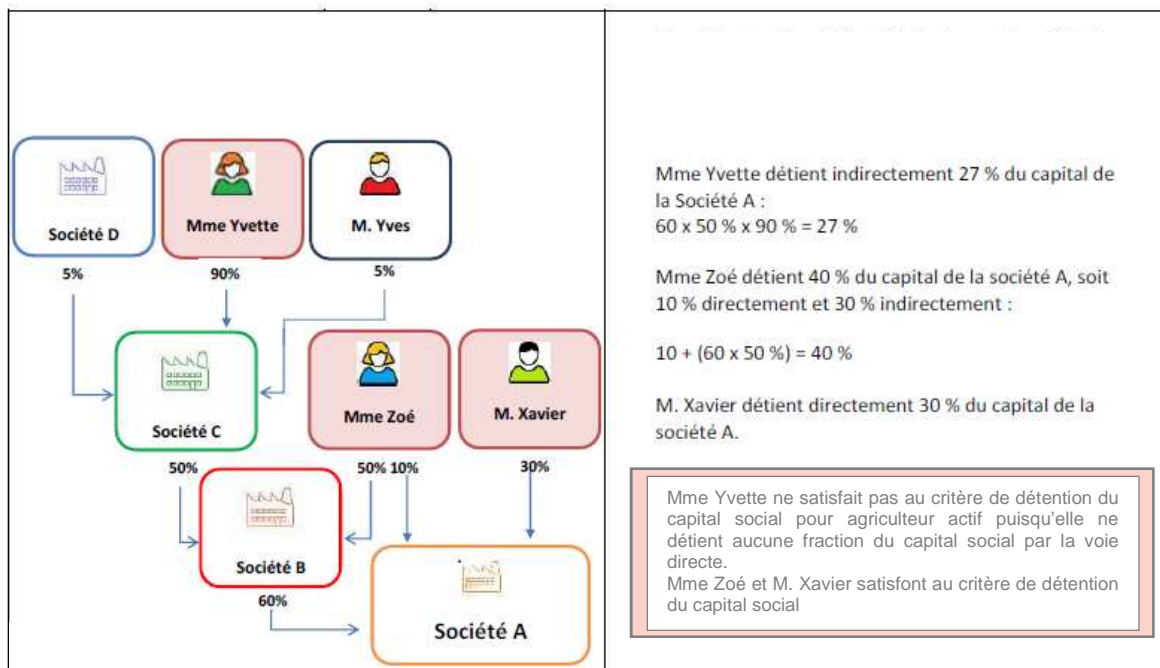 Société D
Mme Yvette
M. Yves
5%
90%
5%
Société C
Mme Zoé
M. Xavier
50%
50% 10%
30%
Société B
60%
Société A
Mme Yvette détient indirectement 27 % du capital de
la Société A :
60 x 50 % x 90 % = 27 %
Mme Zoé détient 40 % du capital de la société A, soit
10 % directement et 30 % indirectement :
10 + (60 x 50 %) = 40 %
M. Xavier détient directement 30 % du capital de la
société A.
Mme Yvette ne satisfait pas au critère de détention du
capital social pour agriculteur actif puisqu'elle ne
détient aucune fraction du capital social par la voie
directe.
Mme Zoé et M. Xavier satisfont au critère de détention
du capital social